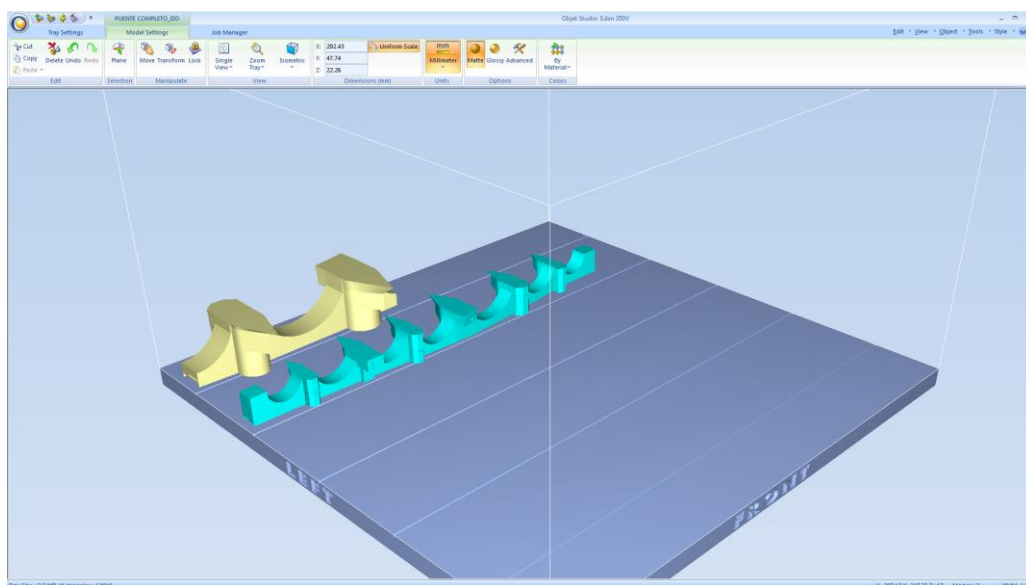 PUENTE COMPLETO_ISO
Objet Studio: Eden 350V
Tray Settings Model Settings Job Manager
Edit View Object Tools Style
Cut
Copy
Paste
Delete Undo Redo
Plane
Move Transform Lock
Single View
Zoom Tray
Isometric
X: 292.43
Y: 47.74
Z: 22.26
Uniform Scale
mm
Millimeter
Matte Glossy Advanced
By Material
Edit Selection Manipulate View Dimensions (mm) Units Options Colors
LEFT
FRONT